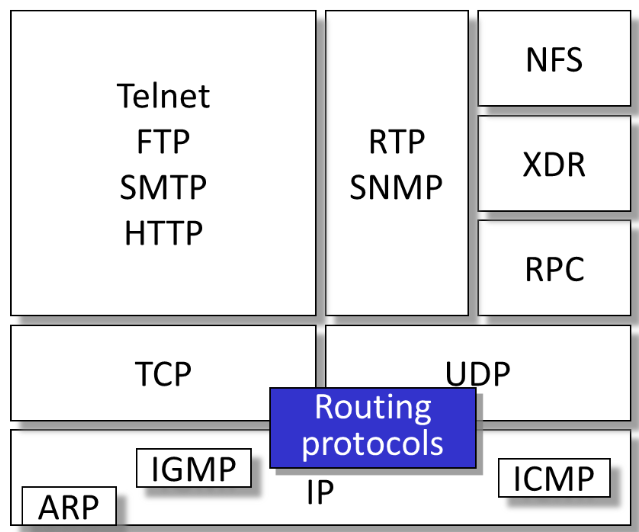 Telnet
FTP
SMTP
HTTP
RTP
SNMP
NFS
XDR
RPC
TCP
UDP
Routing
protocols
IGMP
IP
ICMP
ARP